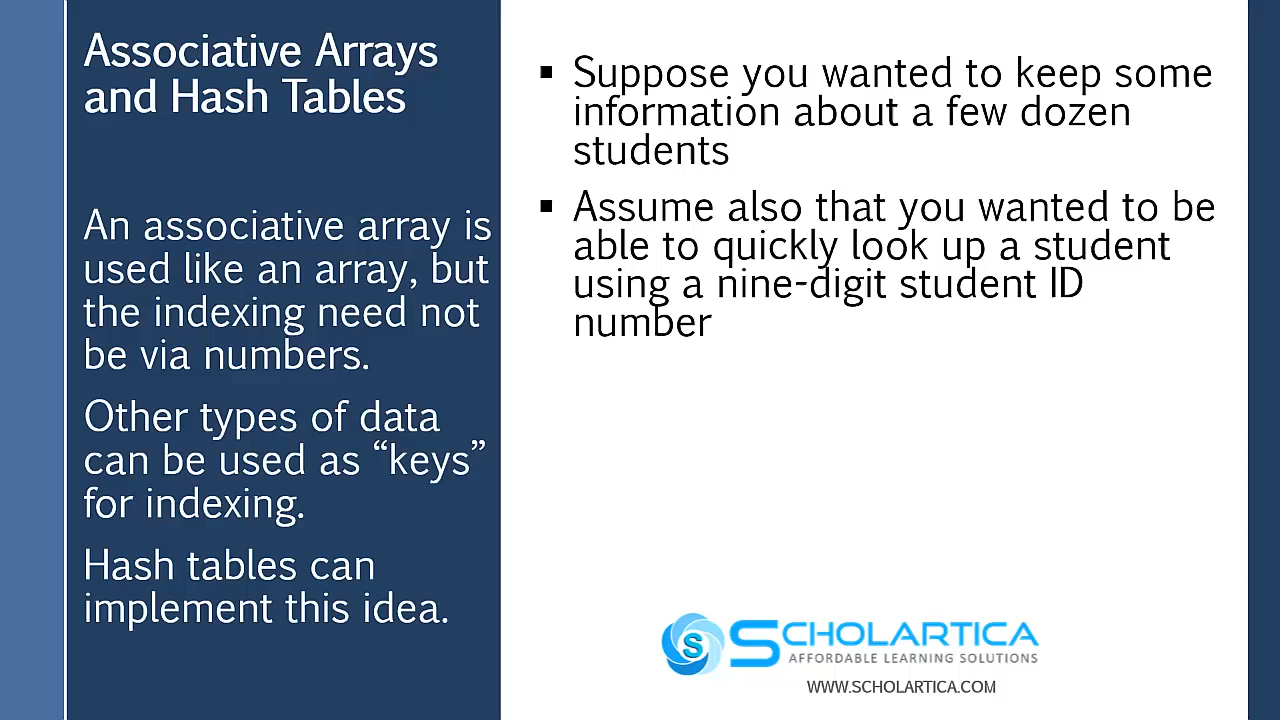 Associative Arrays
and Hash Tables
An associative array is
used like an array, but
the indexing need not
be via numbers.
Other types of data
can be used as “keys”
for indexing.
Hash tables can
implement this idea.
▪ Suppose you wanted to keep some
information about a few dozen
students
▪ Assume also that you wanted to be
able to quickly look up a student
using a nine-digit student ID
number
S SCHOLARTICA
AFFORDABLE LEARNING SOLUTIONS
WWW.SCHOLARTICA.COM